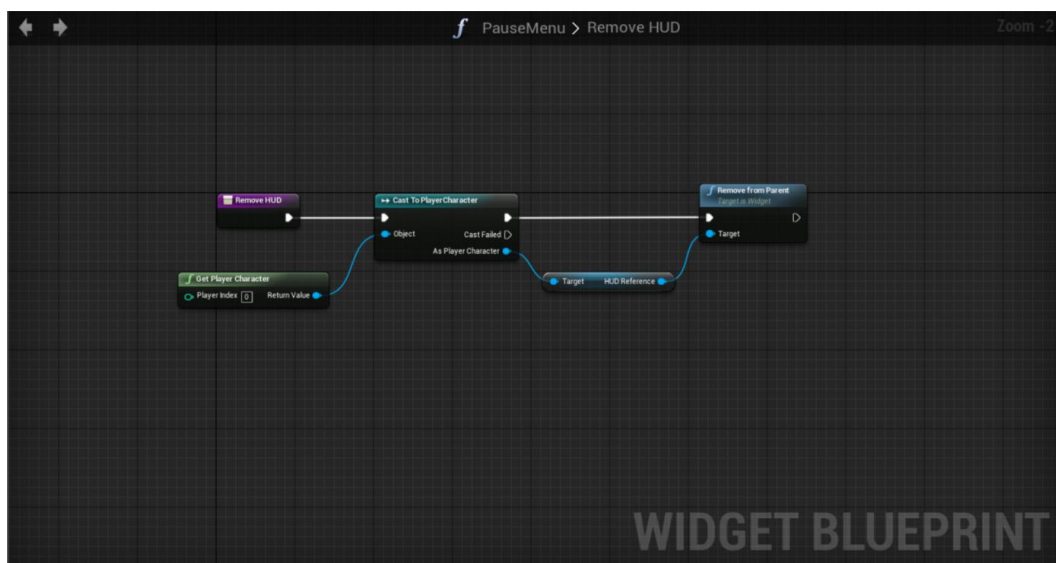 PauseMenu > Remove HUD
Zoom -2
Remove HUD
Cast To PlayerCharacter
Object
Cast Failed
As Player Character
Get Player Character
Player Index 0
Return Value
Target
HUD Reference
Remove from Parent
Target is Widget
Target
WIDGET BLUEPRINT